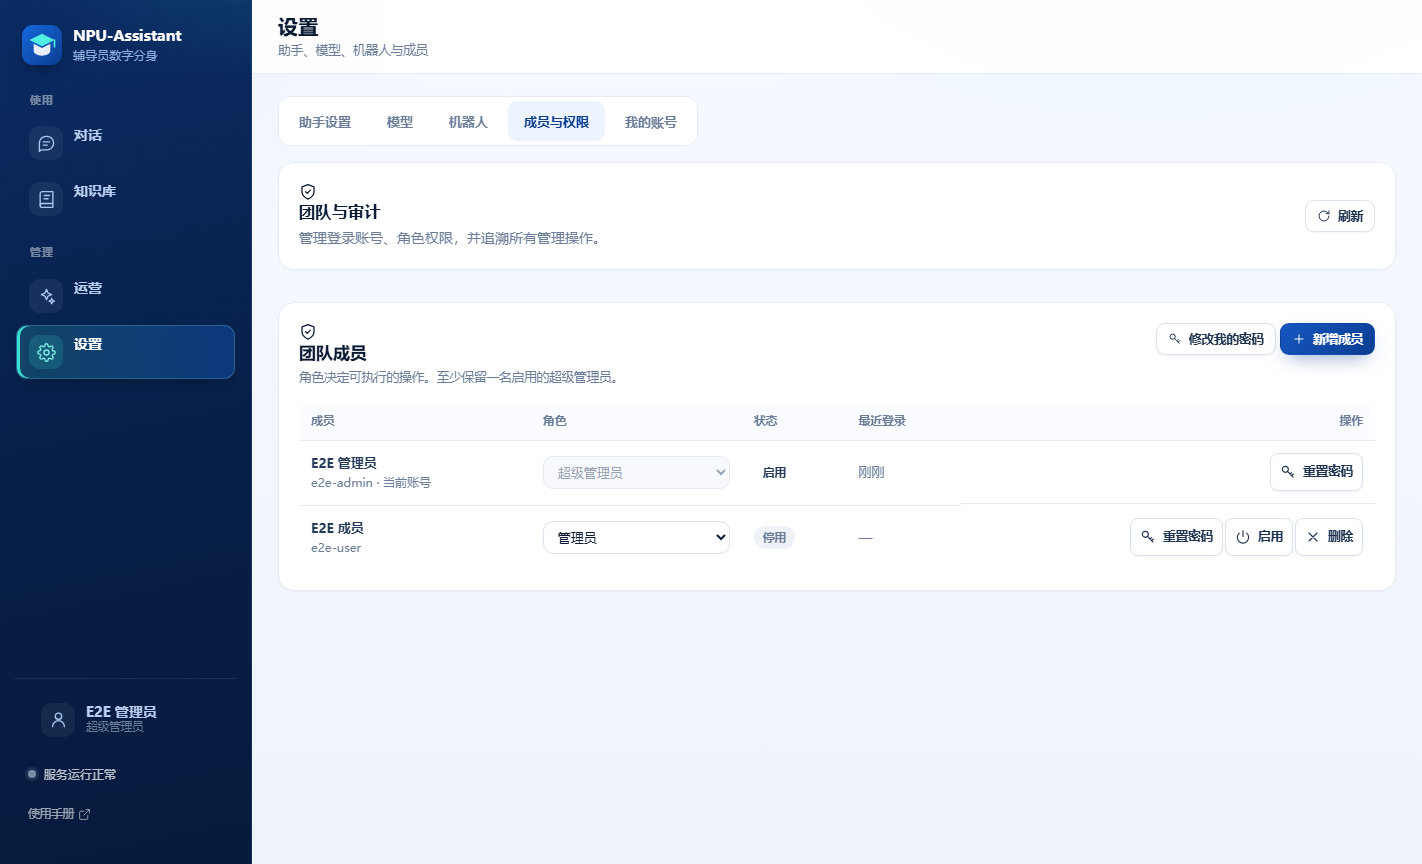 NPU-Assistant
辅导员数字分身
使用
对话
知识库
管理
运营
设置
E2E 管理员
超级管理员
服务运行正常
使用手册
设置
助手、模型、机器人与成员
助手设置 模型 机器人 成员与权限 我的账号
团队与审计
管理登录账号、角色权限，并追溯所有管理操作。
刷新
团队成员
角色决定可执行的操作。至少保留一名启用的超级管理员。
修改我的密码
新增成员
成员 角色 状态 最近登录 操作
E2E 管理员
e2e-admin · 当前账号
超级管理员 启用 刚刚 重置密码
E2E 成员
e2e-user
管理员 停用 — 重置密码 启用 删除